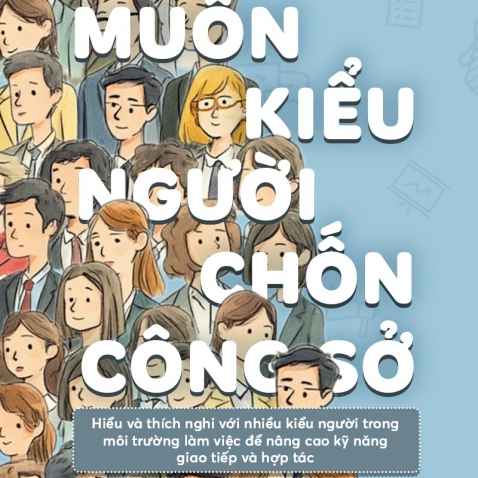 MUÔN
KIỂU
NGƯỜI
CHỐN
CÔNG SỞ
Hiểu và thích nghi với nhiều kiểu người trong
môi trường làm việc để nâng cao kỹ năng
giao tiếp và hợp tác